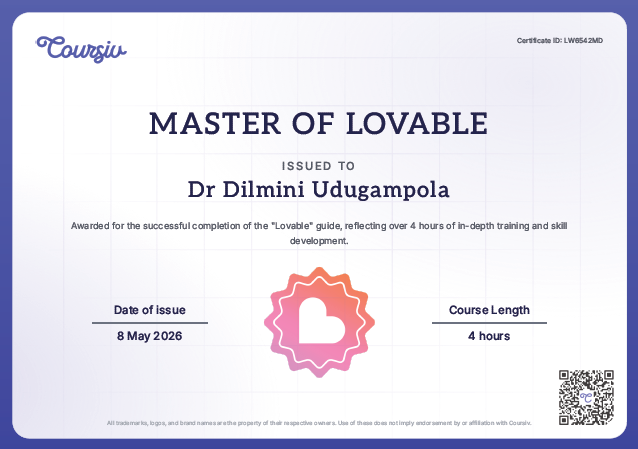 Coursiv
Certificate ID: LW6542MD
MASTER OF LOVABLE
ISSUED TO
Dr Dilmini Udugampola
Awarded for the successful completion of the "Lovable" guide, reflecting over 4 hours of in-depth training and skill
development.
Date of issue
8 May 2026
Course Length
4 hours
All trademarks, logos, and brand names are the property of their respective owners. Use of these does not imply endorsement by or affiliation with Coursiv.